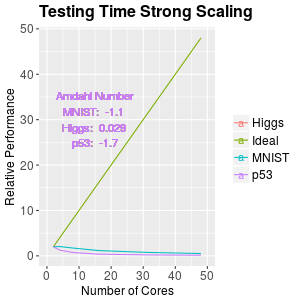 Testing Time Strong Scaling
Relative Performance
50
40
30
20
10
0
Amdahl Number
MNIST: -1.1
Higgs: 0.029
p53: -1.7
0 10 20 30 40 50
Number of Cores
Higgs
Ideal
MNIST
p53